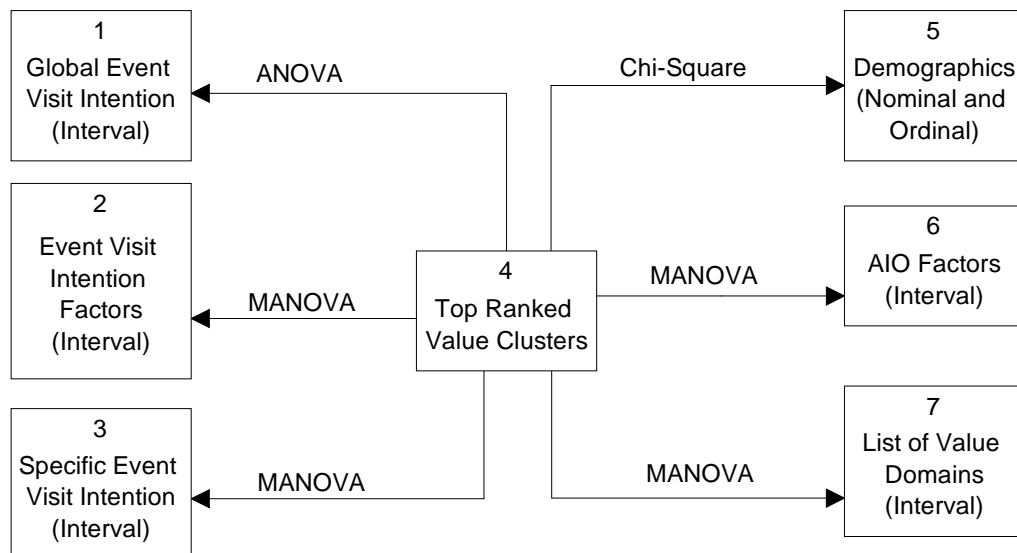 1
Global Event
Visit Intention
(Interval)
ANOVA
2
Event Visit
Intention
Factors
(Interval)
MANOVA
3
Specific Event
Visit Intention
(Interval)
MANOVA
4
Top Ranked
Value Clusters
Chi-Square
5
Demographics
(Nominal and
Ordinal)
MANOVA
6
AIO Factors
(Interval)
MANOVA
7
List of Value
Domains
(Interval)